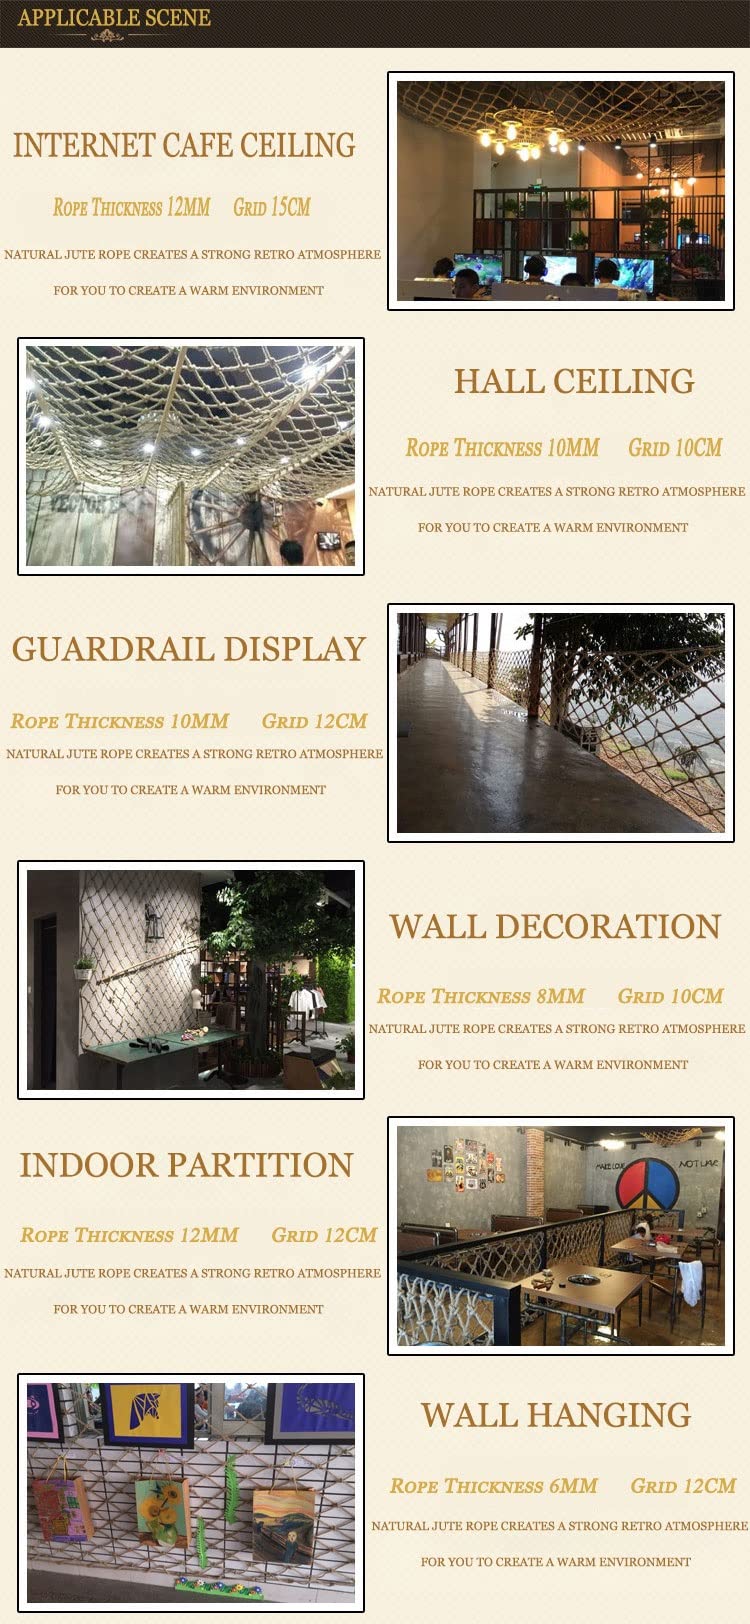 APPLICABLE SCENE
INTERNET CAFE CEILING
ROPE THICKNESS 12MM GRID 15CM
NATURAL JUTE ROPE CREATES A STRONG RETRO ATMOSPHERE
FOR YOU TO CREATE A WARM ENVIRONMENT
HALL CEILING
ROPE THICKNESS 10MM GRID 10CM
NATURAL JUTE ROPE CREATES A STRONG RETRO ATMOSPHERE
FOR YOU TO CREATE A WARM ENVIRONMENT
GUARDRAIL DISPLAY
ROPE THICKNESS 10MM GRID 12CM
NATURAL JUTE ROPE CREATES A STRONG RETRO ATMOSPHERE
FOR YOU TO CREATE A WARM ENVIRONMENT
WALL DECORATION
ROPE THICKNESS 8MM GRID 10CM
NATURAL JUTE ROPE CREATES A STRONG RETRO ATMOSPHERE
FOR YOU TO CREATE A WARM ENVIRONMENT
INDOOR PARTITION
ROPE THICKNESS 12MM GRID 12CM
NATURAL JUTE ROPE CREATES A STRONG RETRO ATMOSPHERE
FOR YOU TO CREATE A WARM ENVIRONMENT
MAKE LOVE NOT WAR
WALL HANGING
ROPE THICKNESS 6MM GRID 12CM
NATURAL JUTE ROPE CREATES A STRONG RETRO ATMOSPHERE
FOR YOU TO CREATE A WARM ENVIRONMENT